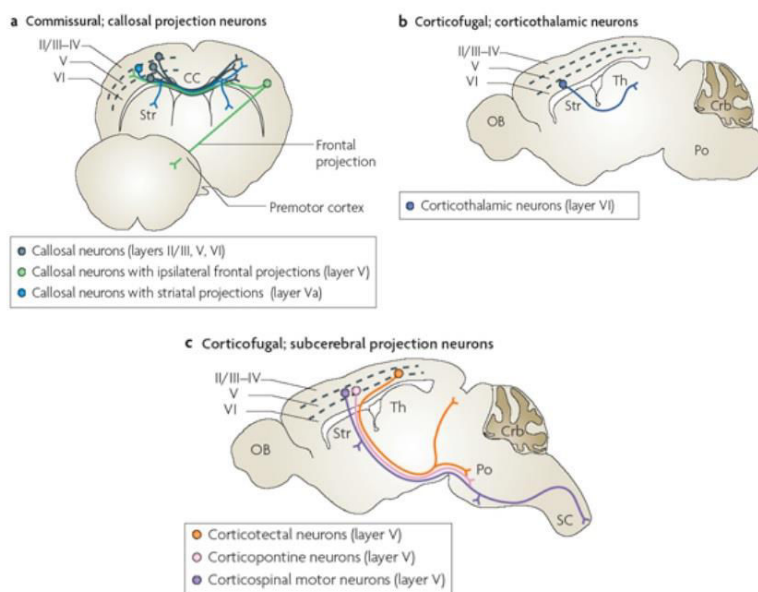 a Commissural; callosal projection neurons
II/III–IV
V
VI
CC
Str
Frontal
projection
Premotor cortex
Callosal neurons (layers II/III, V, VI)
Callosal neurons with ipsilateral frontal projections (layer V)
Callosal neurons with striatal projections (layer Va)
b Corticofugal; corticothalamic neurons
II/III–IV
V
VI
Th
Str
OB
Crb
Po
Corticothalamic neurons (layer VI)
c Corticofugal; subcerebral projection neurons
II/III–IV
V
VI
Th
Str
OB
Crb
Po
SC
Corticotectal neurons (layer V)
Corticopontine neurons (layer V)
Corticospinal motor neurons (layer V)